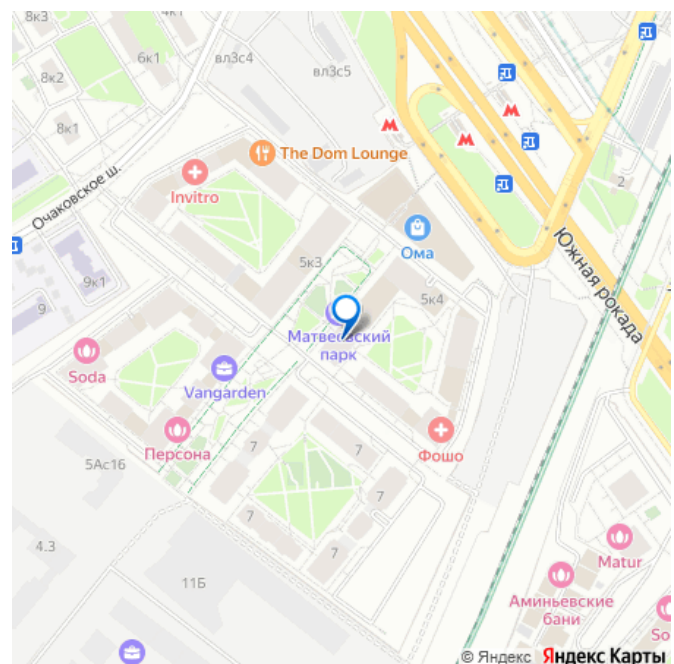 8к3
8к2
6к1
вл3с4
вл3с5
8к1
The Dom Lounge
Invitro
Очаковское ш.
2
Ома
Южная рокада
5к3
9к1
5к4
9
Матвеевский
парк
Soda
Vangarden
Персона
7
7
Фошо
5Ас16
7
7
4.3
11Б
Matur
Аминьевские
бани
So
© Яндекс Яндекс Карты